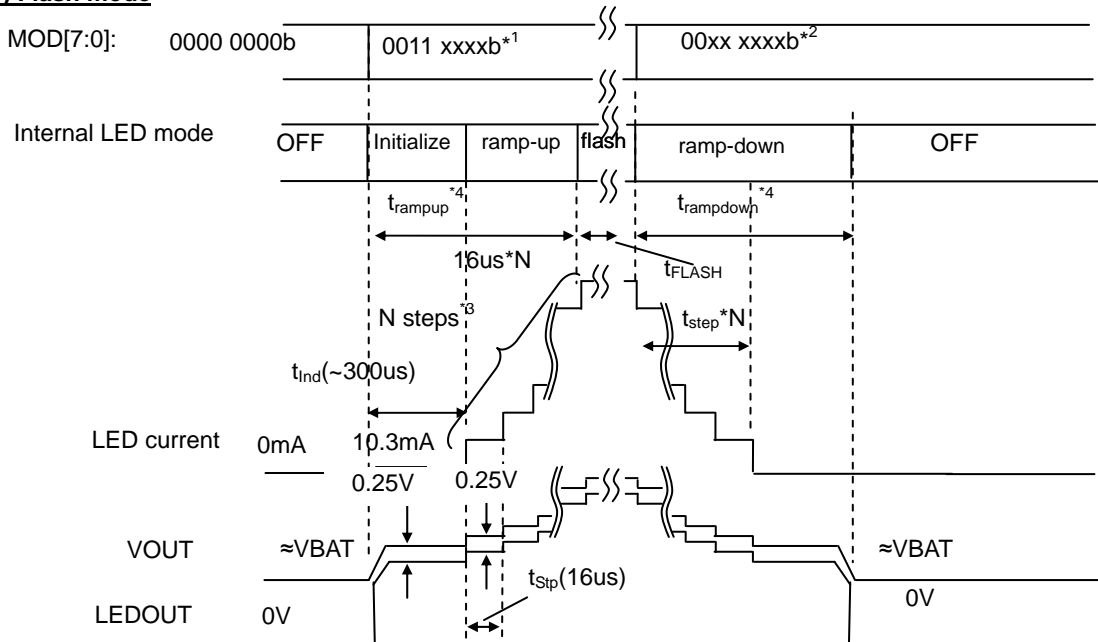 Flash Mode
MOD[7:0]: 0000 0000b 0011 xxxxb*1 00xx xxxxb*2
Internal LED mode OFF Initialize ramp-up flash ramp-down OFF
trampup*4 trampdown*4
16us*N tFLASH
N steps*3 tstep*N
tInd(~300us)
LED current 0mA 10.3mA
0.25V 0.25V
VOUT ≈VBAT ≈VBAT
tStp(16us)
LEDOUT 0V 0V